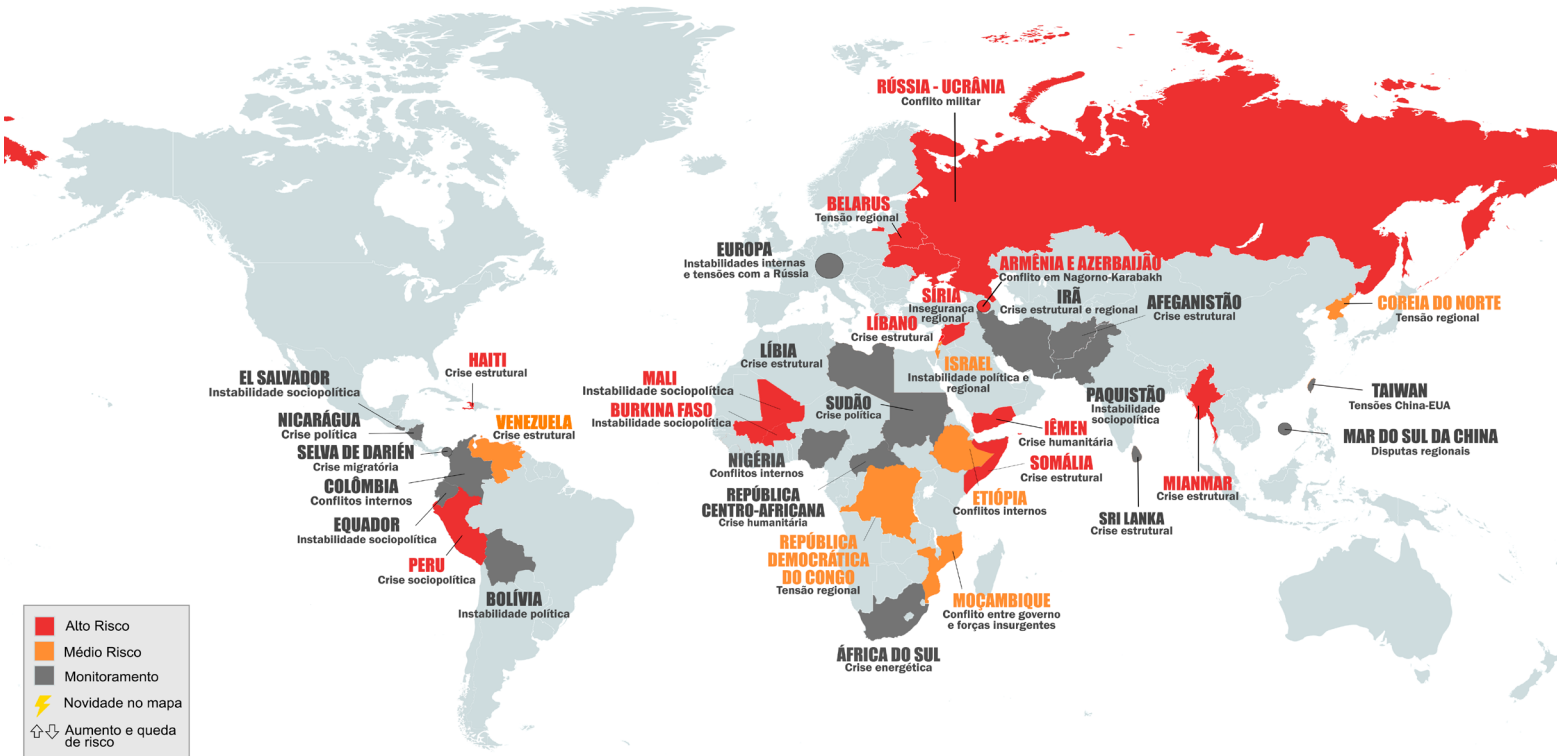 RÚSSIA - UCRÂNIA
Conflito militar
BELARUS
Tensão regional
EUROPA
Instabilidades internas
e tensões com a Rússia
ARMÊNIA E AZERBAIJÃO
Conflito em Nagorno-Karabakh
SÍRIA
Insegurança
regional
IRÃ
Crise estrutural e regional
AFEGANISTÃO
Crise estrutural
COREIA DO NORTE
Tensão regional
LÍBANO
Crise estrutural
LÍBIA
Crise estrutural
ISRAEL
Instabilidade política e
regional
HAITI
Crise estrutural
EL SALVADOR
Instabilidade sociopolítica
MALI
Instabilidade sociopolítica
BURKINA FASO
Instabilidade sociopolítica
SUDÃO
Crise política
PAQUISTÃO
Instabilidade
sociopolítica
TAIWAN
Tensões China-EUA
NICARÁGUA
Crise política
VENEZUELA
Crise estrutural
IÊMEN
Crise humanitária
MAR DO SUL DA CHINA
Disputas regionais
SELVA DE DARIÉN
Crise migratória
NIGÉRIA
Conflitos internos
SOMÁLIA
Crise estrutural
MIANMAR
Crise estrutural
COLÔMBIA
Conflitos internos
REPÚBLICA
CENTRO-AFRICANA
Crise humanitária
ETIÓPIA
Conflitos internos
SRI LANKA
Crise estrutural
EQUADOR
Instabilidade sociopolítica
REPÚBLICA
DEMOCRÁTICA
DO CONGO
Tensão regional
PERU
Crise sociopolítica
BOLÍVIA
Instabilidade política
MOÇAMBIQUE
Conflito entre governo
e forças insurgentes
ÁFRICA DO SUL
Crise energética
Alto Risco
Médio Risco
Monitoramento
Novidade no mapa
Aumento e queda
de risco